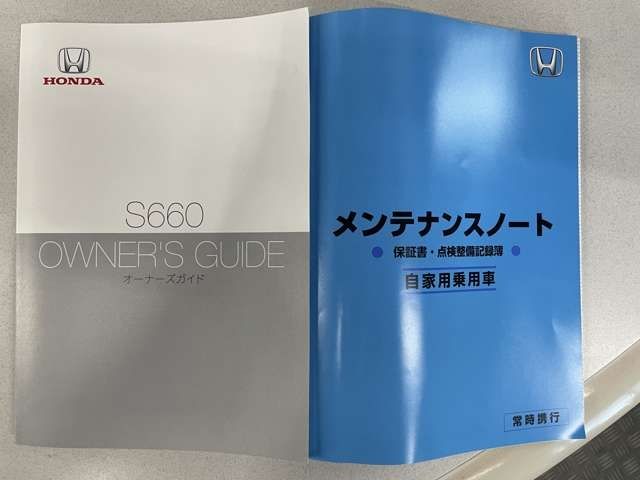 HONDA
S660
OWNER'S GUIDE
オーナーズガイド
メンテナンスノート
保証書・点検整備記録簿
自家用乗用車
常時携行